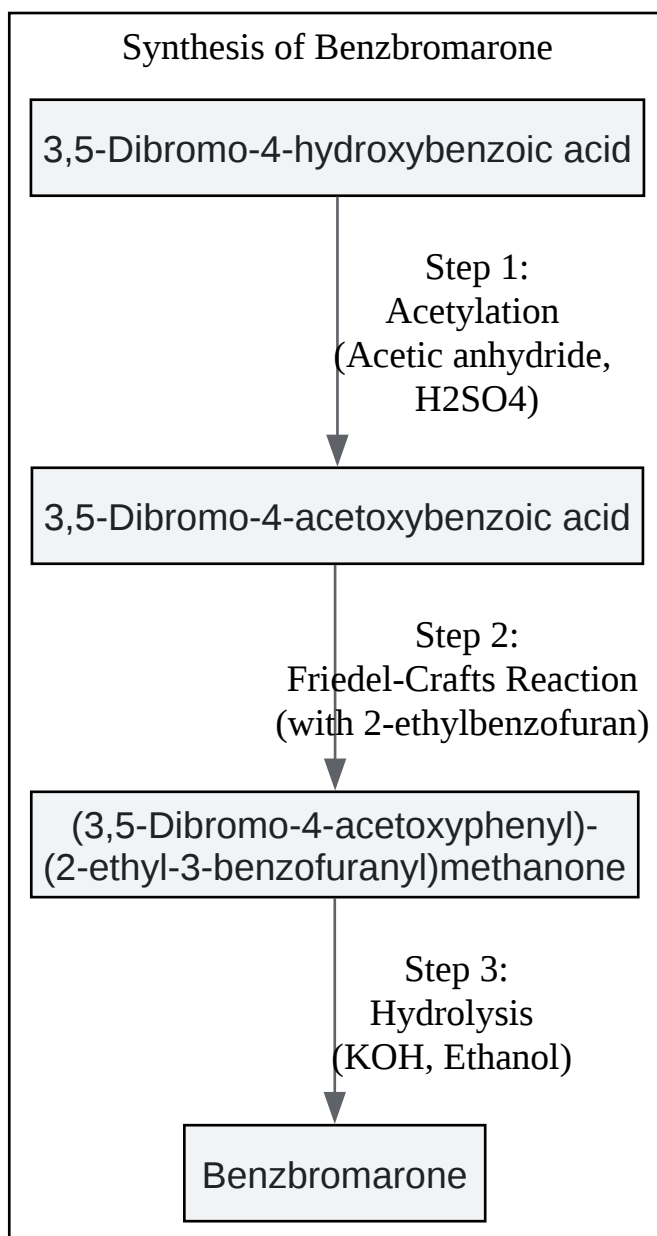 Synthesis of Benzbromarone
3,5-Dibromo-4-hydroxybenzoic acid
Step 1:
Acetylation
(Acetic anhydride,
H2SO4)
3,5-Dibromo-4-acetoxybenzoic acid
Step 2:
Friedel-Crafts Reaction
(with 2-ethylbenzofuran)
(3,5-Dibromo-4-acetoxyphenyl)-
(2-ethyl-3-benzofuranyl)methanone
Step 3:
Hydrolysis
(KOH, Ethanol)
Benzbromarone